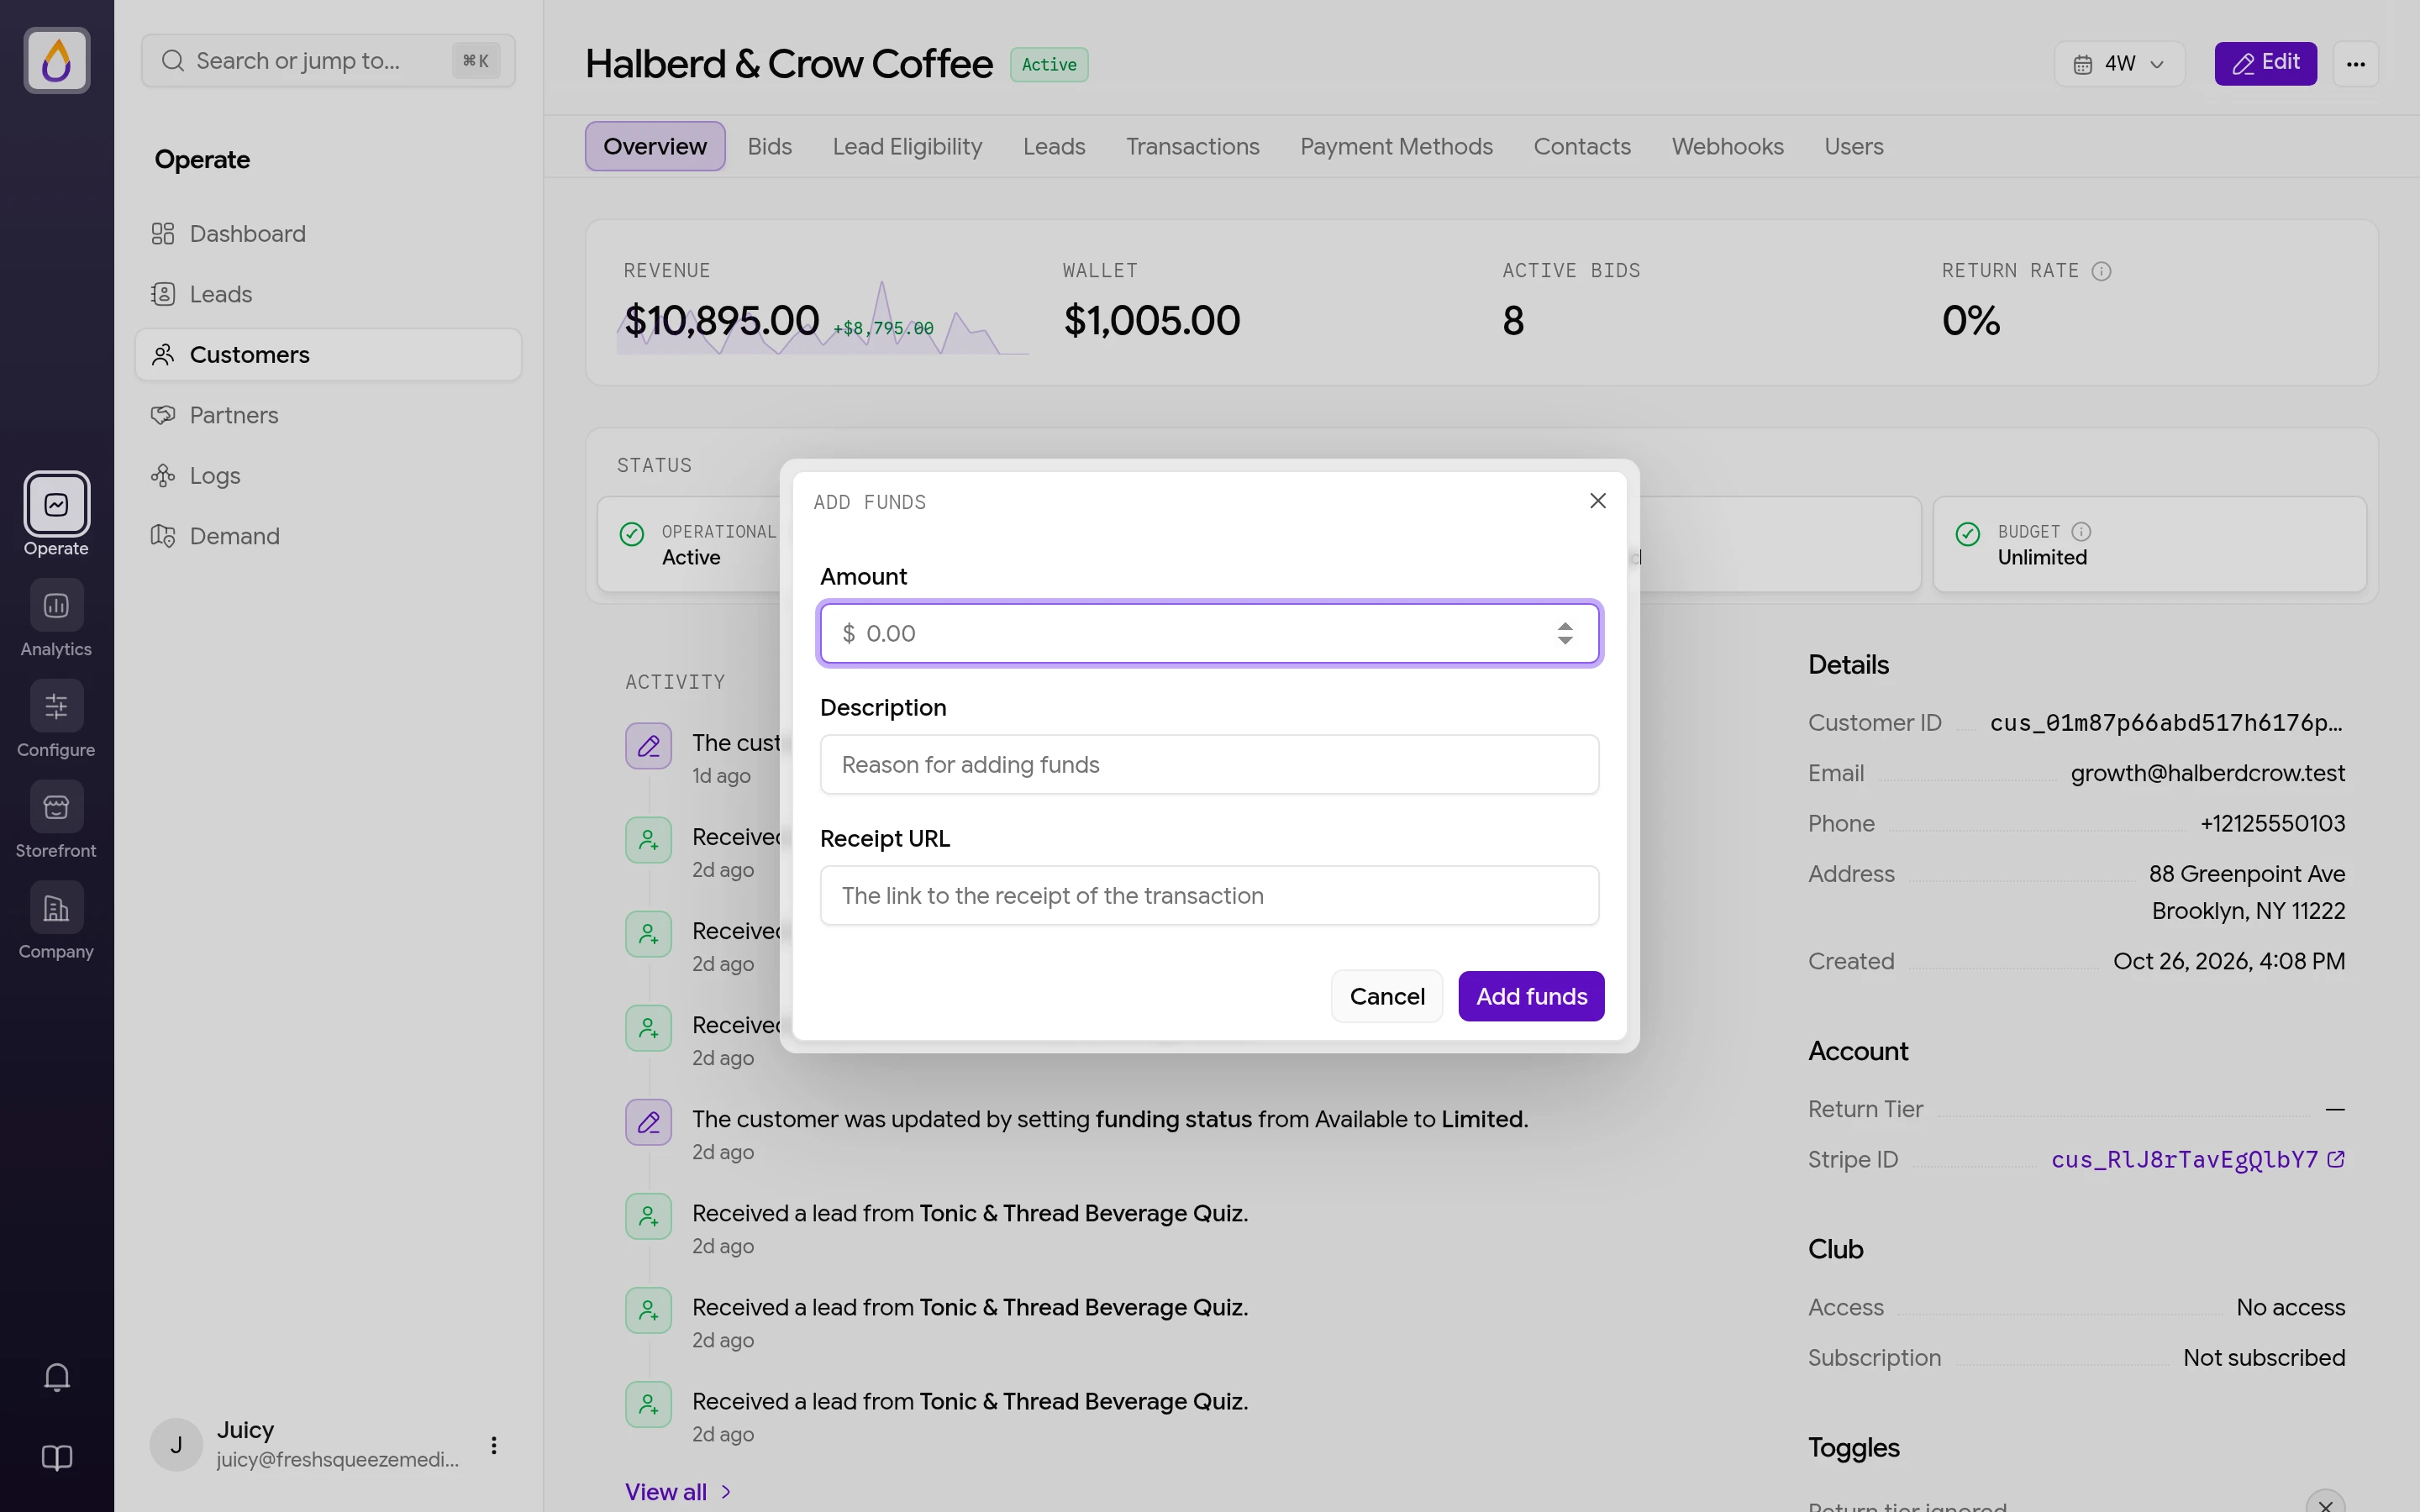 Search or jump to...
⌘K
Operate
Dashboard
Leads
Customers
Partners
Logs
Demand
Operate
Analytics
Configure
Storefront
Company
J
Juicy
juicy@freshsqueezemedi...
Halberd & Crow Coffee
Active
4W
Edit
Overview
Bids
Lead Eligibility
Leads
Transactions
Payment Methods
Contacts
Webhooks
Users
REVENUE
$10,895.00
+$8,795.00
WALLET
$1,005.00
ACTIVE BIDS
8
RETURN RATE
0%
STATUS
OPERATIONAL
Active
BUDGET
Unlimited
ADD FUNDS
Amount
$ 0.00
Description
Reason for adding funds
Receipt URL
The link to the receipt of the transaction
Cancel
Add funds
ACTIVITY
The cust
1d ago
Received
2d ago
Received
2d ago
Received
2d ago
The customer was updated by setting funding status from Available to Limited.
2d ago
Received a lead from Tonic & Thread Beverage Quiz.
2d ago
Received a lead from Tonic & Thread Beverage Quiz.
2d ago
Received a lead from Tonic & Thread Beverage Quiz.
2d ago
View all
Details
Customer ID cus_01m87p66abd517h6176p...
Email growth@halberdcrow.test
Phone +12125550103
Address 88 Greenpoint Ave
Brooklyn, NY 11222
Created Oct 26, 2026, 4:08 PM
Account
Return Tier —
Stripe ID cus_RlJ8rTavEgQlbY7
Club
Access No access
Subscription Not subscribed
Toggles
Return tier ignored